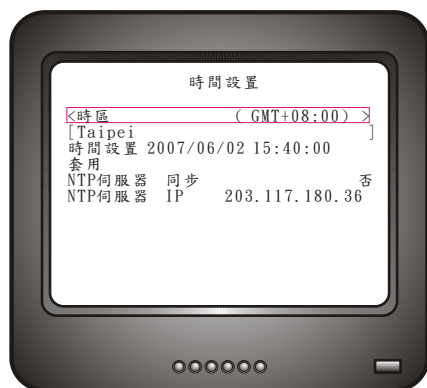 時間設置
<時區 ( GMT+08:00) >
[Taipei ]
時間設置 2007/06/02 15:40:00
套用
NTP伺服器 同步 否
NTP伺服器 IP 203.117.180.36